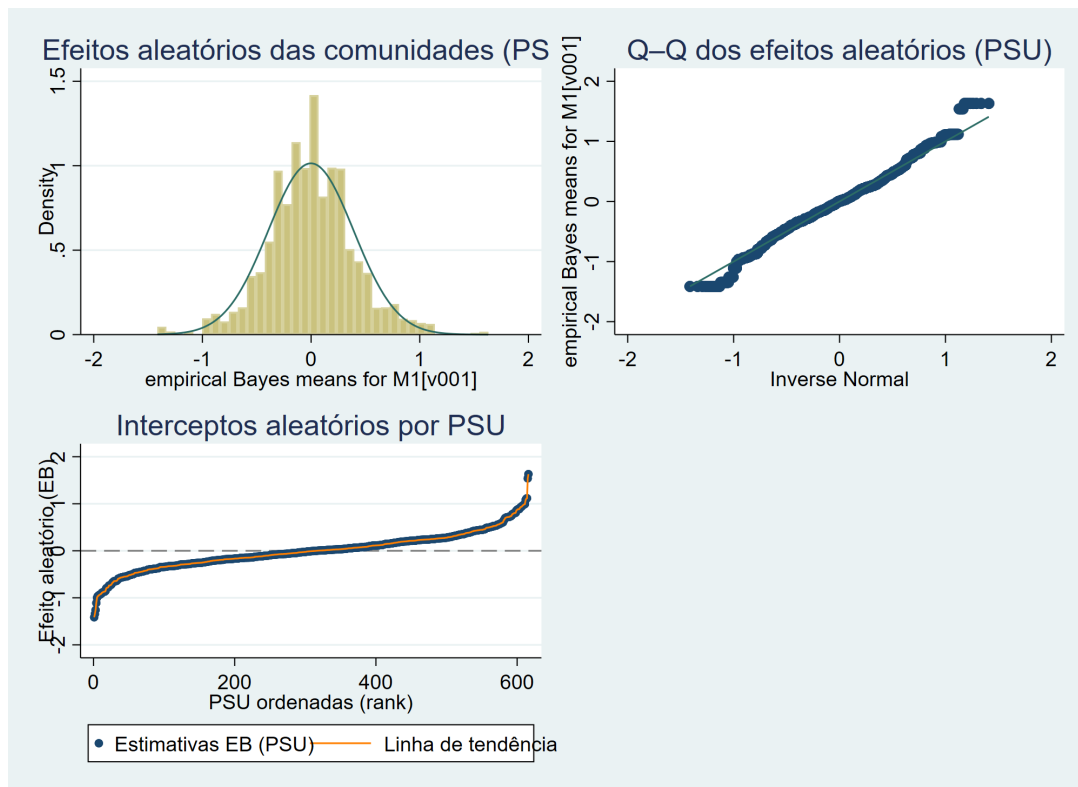 Efeitos aleatórios das comunidades (PS
Density
0
.5
1
1.5
-2
-1
0
1
2
empirical Bayes means for M1[v001]
Q–Q dos efeitos aleatórios (PSU)
empirical Bayes means for M1[v001]
-2
-1
0
1
2
-2
-1
0
1
2
Inverse Normal
Interceptos aleatórios por PSU
Efeito aleatório (EB)
-2
-1
0
1
2
0
200
400
600
PSU ordenadas (rank)
Estimativas EB (PSU)
Linha de tendência